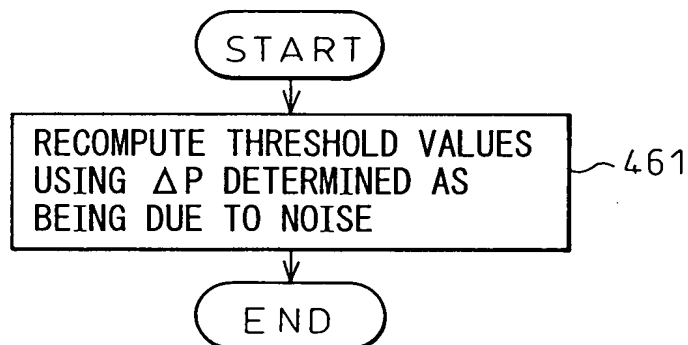 START
RECOMPUTE THRESHOLD VALUES
USING ΔP DETERMINED AS
BEING DUE TO NOISE
461
END